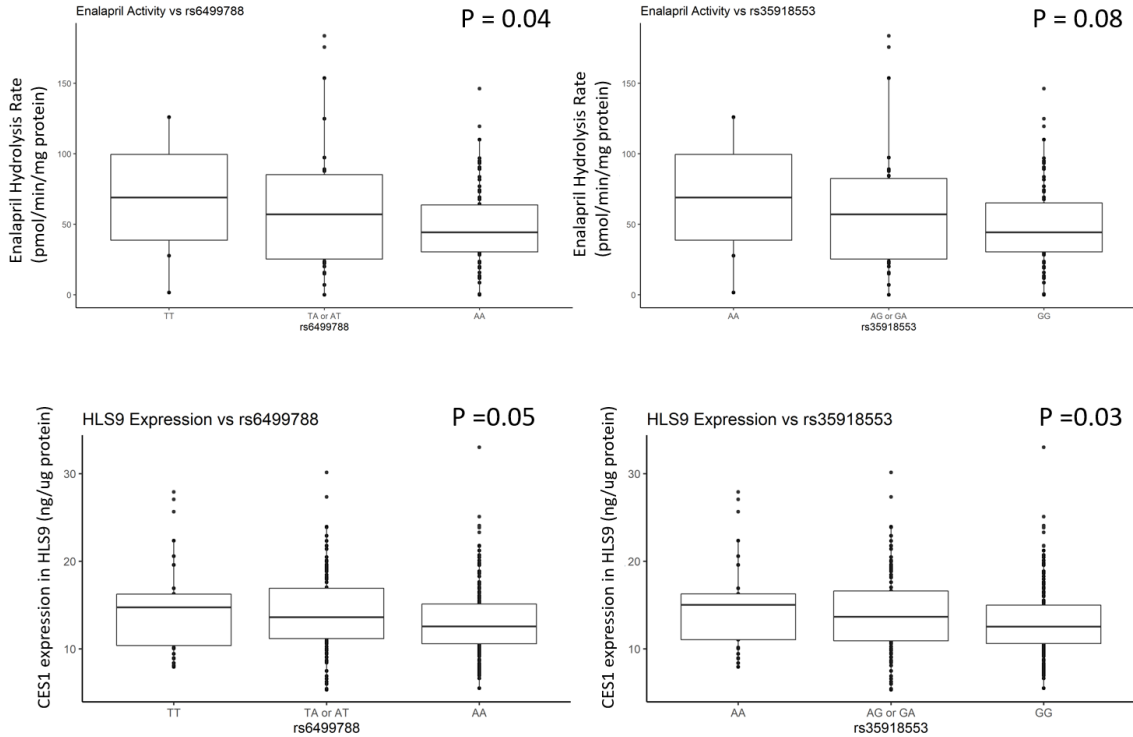 Enalapril Activity vs rs6499788
P = 0.04
Enalapril Hydrolysis Rate
(pmol/min/mg protein)
150
100
50
0
TT
TA or AT
AA
rs6499788
Enalapril Activity vs rs35918553
P = 0.08
Enalapril Hydrolysis Rate
(pmol/min/mg protein)
150
100
50
0
AA
AG or GA
GG
rs35918553
HLS9 Expression vs rs6499788
P =0.05
CES1 expression in HLS9 (ng/ug protein)
30
20
10
TT
TA or AT
AA
rs6499788
HLS9 Expression vs rs35918553
P =0.03
CES1 expression in HLS9 (ng/ug protein)
30
20
10
AA
AG or GA
GG
rs35918553